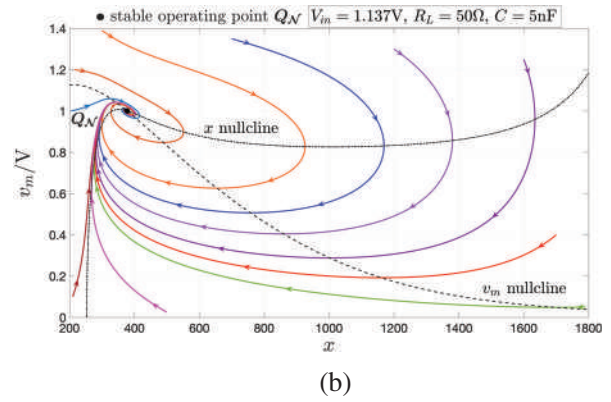 ● stable operating point Q_N V_in = 1.137V, R_L = 50Ω, C = 5nF
1.4
1.2
1
0.8
0.6
0.4
0.2
0
v_m/V
Q_N
x nullcline
v_m nullcline
200 400 600 800 1000 1200 1400 1600 1800
x
(b)